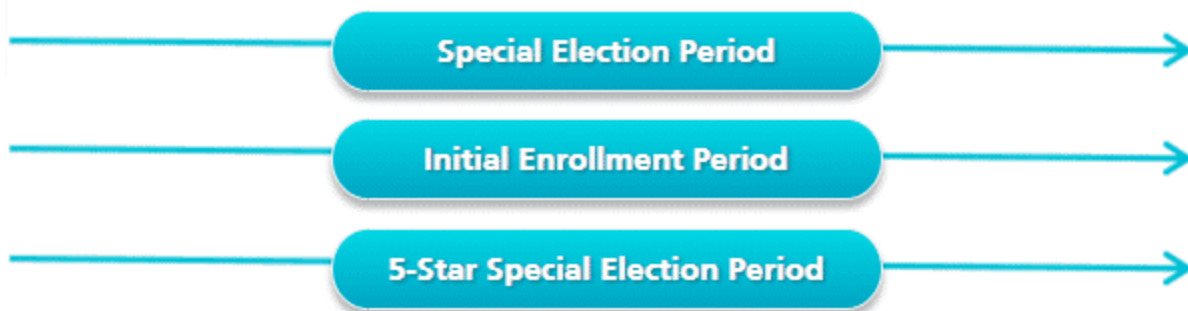 Special Election Period
Initial Enrollment Period
5-Star Special Election Period